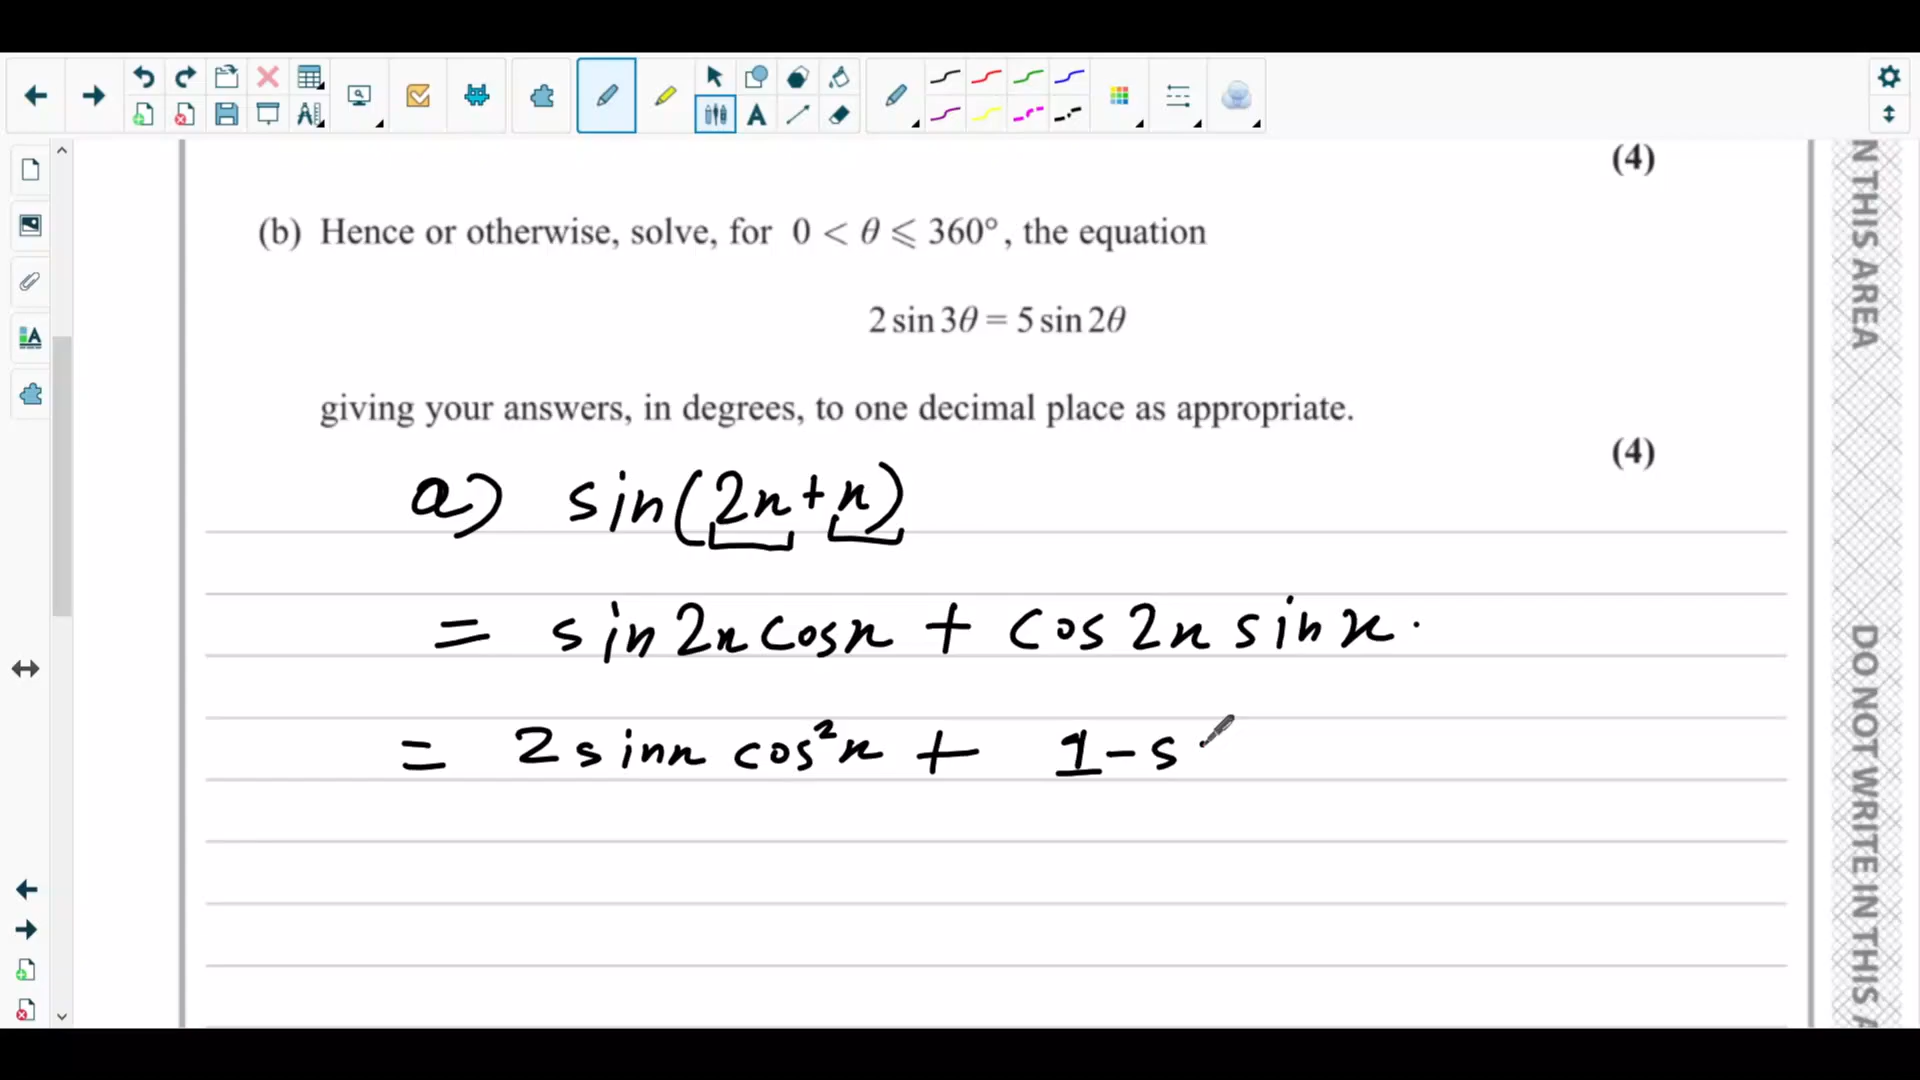 (4)
(b) Hence or otherwise, solve, for 0 < θ ⩽ 360°, the equation
2 sin 3θ = 5 sin 2θ
giving your answers, in degrees, to one decimal place as appropriate.
(4)
a) sin(2x+x)
= sin2x cosx + cos2x sinx.
= 2sinx cos²x + 1-s
N THIS AREA
DO NOT WRITE IN THIS A